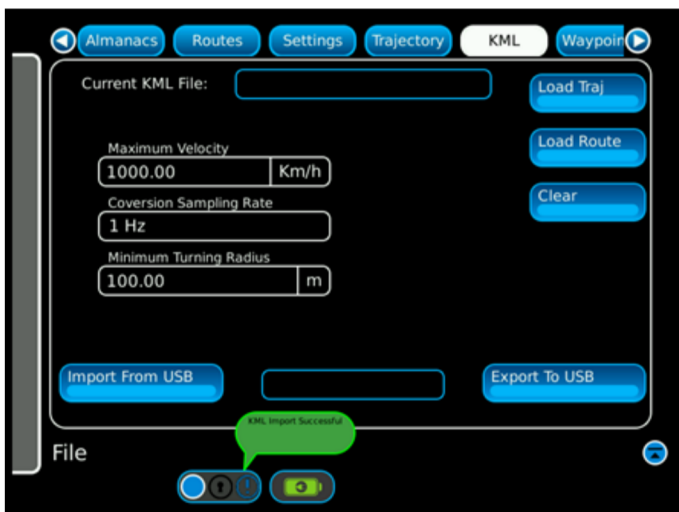 Almanacs Routes Settings Trajectory KML Waypoin
Current KML File:
Load Traj
Load Route
Clear
Maximum Velocity
1000.00 Km/h
Coversion Sampling Rate
1 Hz
Minimum Turning Radius
100.00 m
Import From USB
Export To USB
KML Import Successful
File